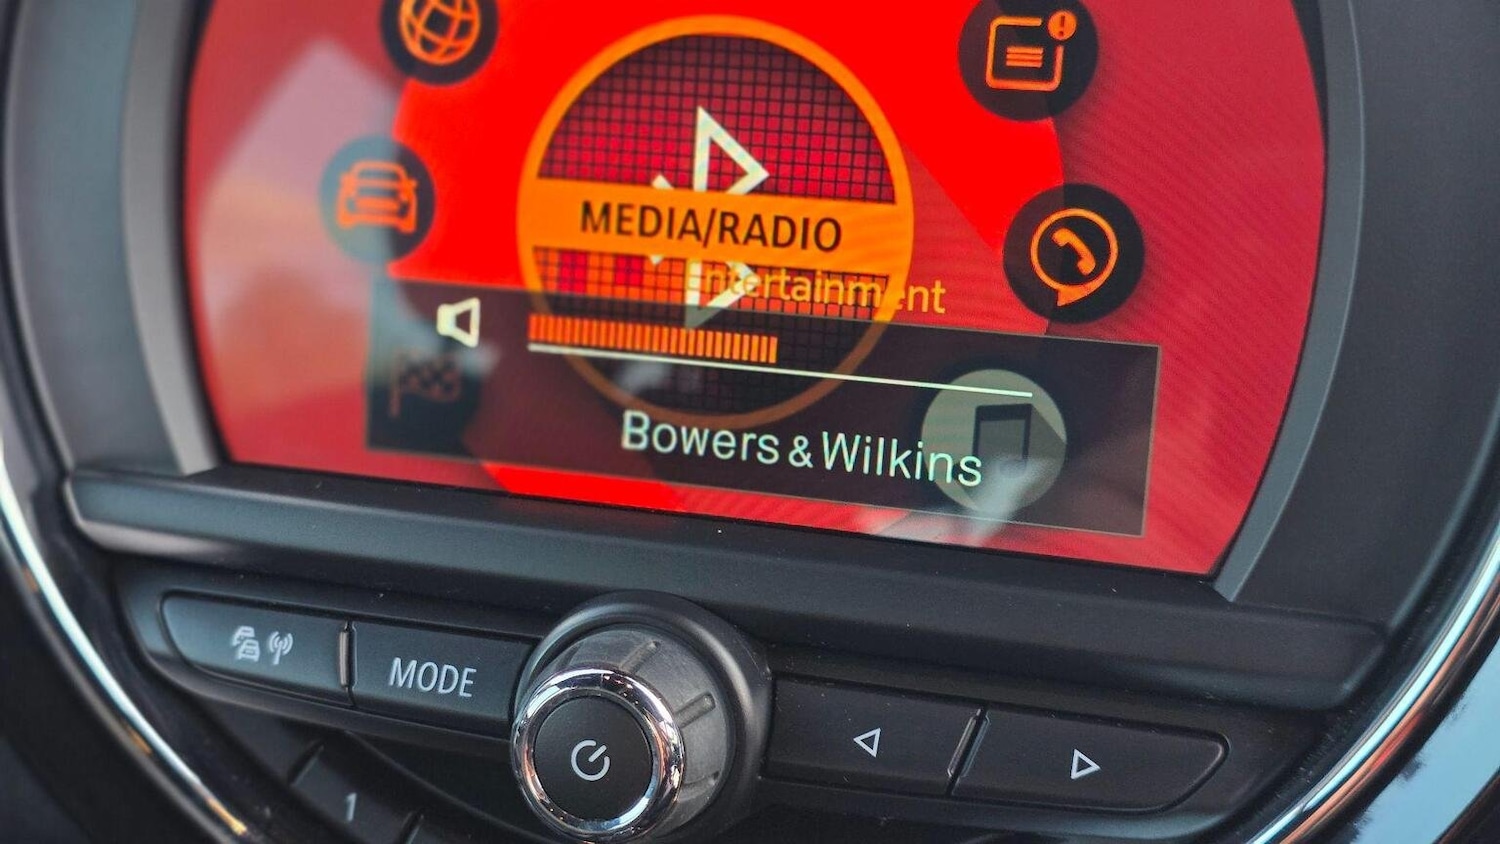 MEDIA/RADIO
Entertainment
Bowers & Wilkins
MODE
1